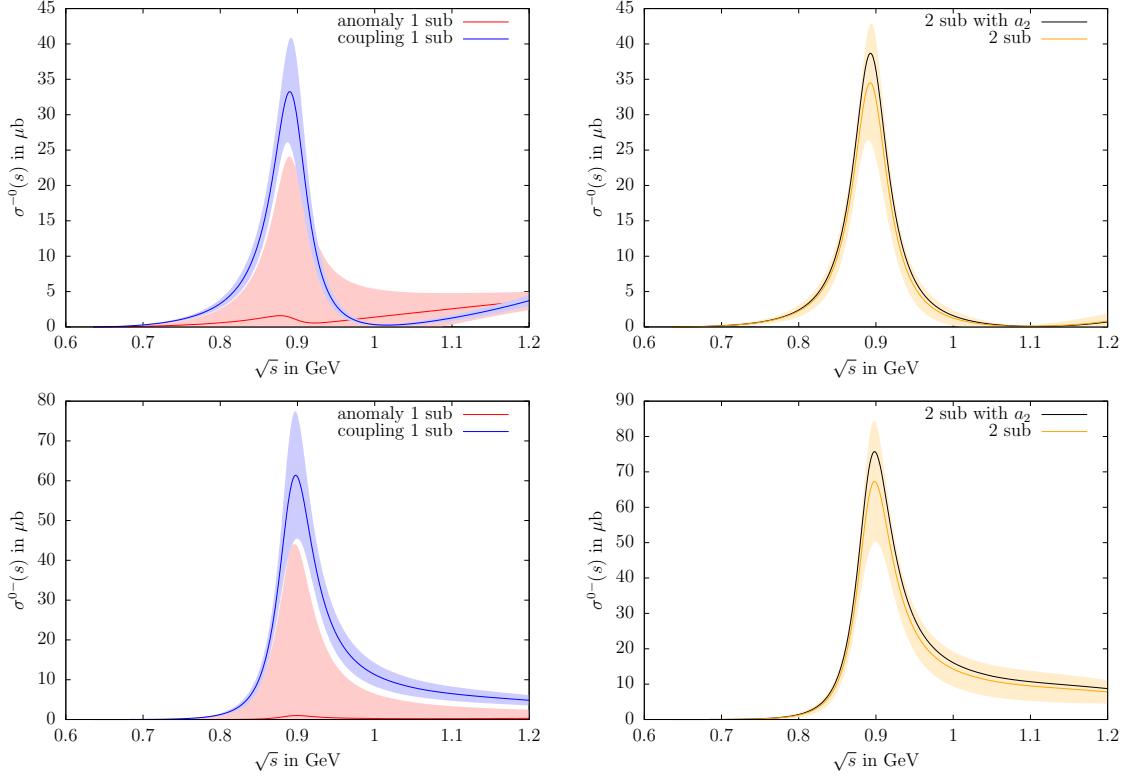 45
40
35
30
25
20
15
10
5
0
σ⁻⁰(s) in μb
anomaly 1 sub
coupling 1 sub
0.6 0.7 0.8 0.9 1 1.1 1.2
√s in GeV
45
40
35
30
25
20
15
10
5
0
σ⁻⁰(s) in μb
2 sub with a₂
2 sub
0.6 0.7 0.8 0.9 1 1.1 1.2
√s in GeV
80
70
60
50
40
30
20
10
0
σ⁰⁻(s) in μb
anomaly 1 sub
coupling 1 sub
0.6 0.7 0.8 0.9 1 1.1 1.2
√s in GeV
90
80
70
60
50
40
30
20
10
0
σ⁰⁻(s) in μb
2 sub with a₂
2 sub
0.6 0.7 0.8 0.9 1 1.1 1.2
√s in GeV